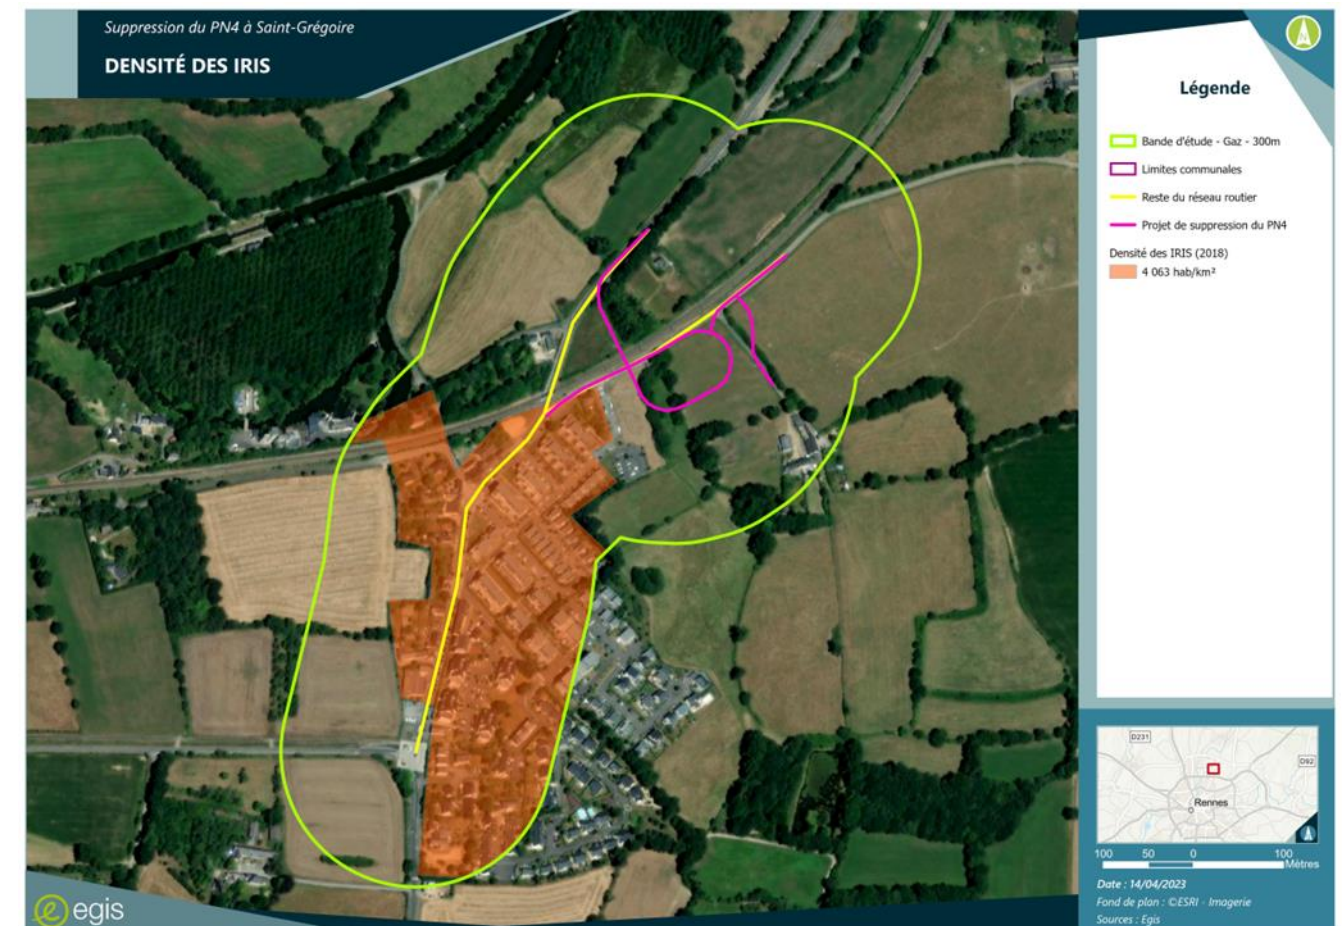 Suppression du PN4 à Saint-Grégoire
DENSITÉ DES IRIS
N
Légende
Bande d'étude - Gaz - 300m
Limites communales
Reste du réseau routier
Projet de suppression du PN4
Densité des IRIS (2018)
4 063 hab/km²
D231
D92
Rennes
100 50 0 100
Mètres
Date : 14/04/2023
Fond de plan : ©ESRI - Imagerie
Sources : Egis
e egis